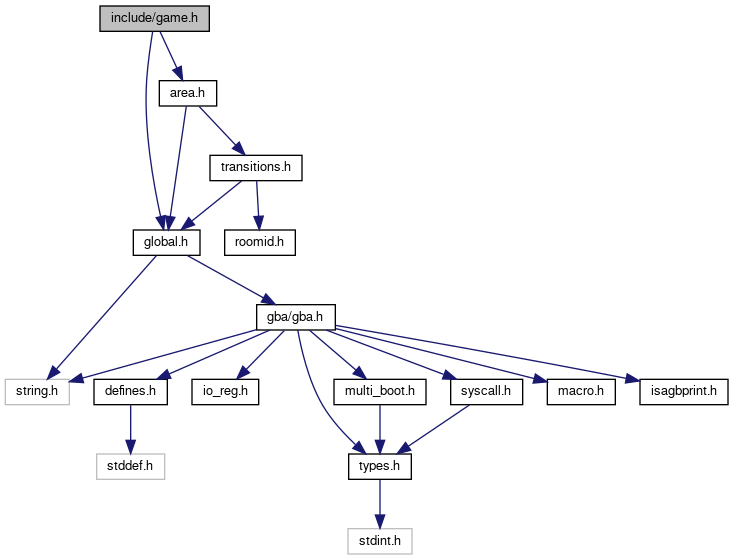 include/game.h
area.h
transitions.h
global.h
roomid.h
gba/gba.h
string.h
defines.h
io_reg.h
multi_boot.h
syscall.h
macro.h
isagbprint.h
stddef.h
types.h
stdint.h